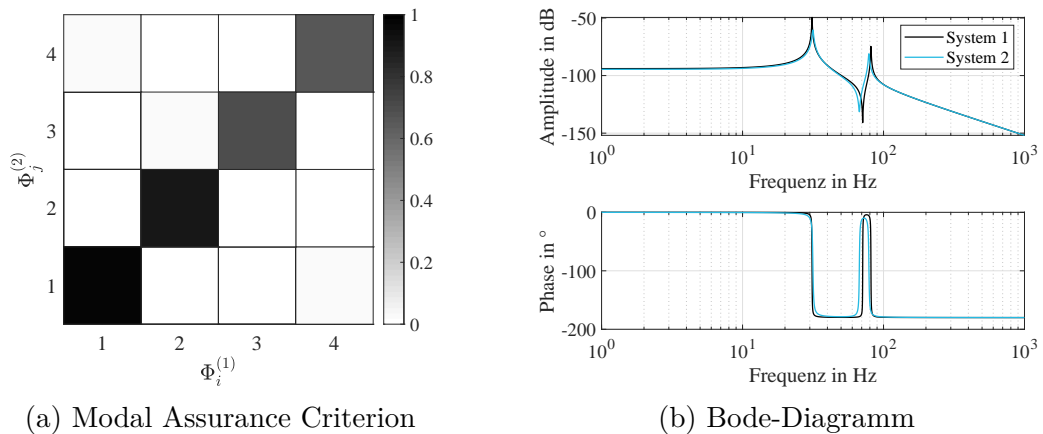 4
3
2
1
Φ_j^(2)
1 2 3 4
Φ_i^(1)
1
0.8
0.6
0.4
0.2
0
(a) Modal Assurance Criterion
-50
-100
-150
Amplitude in dB
System 1
System 2
10^0 10^1 10^2 10^3
Frequenz in Hz
0
-100
-200
Phase in °
10^0 10^1 10^2 10^3
Frequenz in Hz
(b) Bode-Diagramm